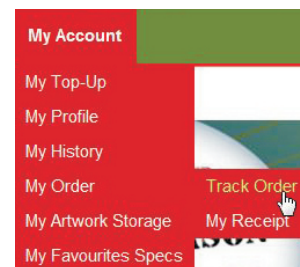 My Account
My Top-Up
My Profile
My History
My Order
Track Order
My Artwork Storage
My Receipt
My Favourites Specs